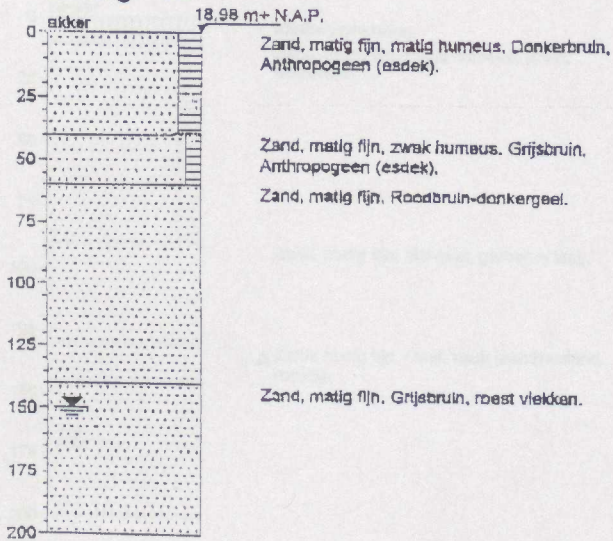 18,98 m+ N.A.P.
akker
0
Zand, matig fijn, matig humeus, Donkerbruin,
Anthropogeen (esdek).
25
Zand, matig fijn, zwak humeus. Grijsbruin.
Anthropogeen (esdek).
50
Zand, matig fijn. Roodbruin-donkergeel.
75
100
125
Zand, matig fijn. Grijsbruin, roest vlekken.
150
175
200